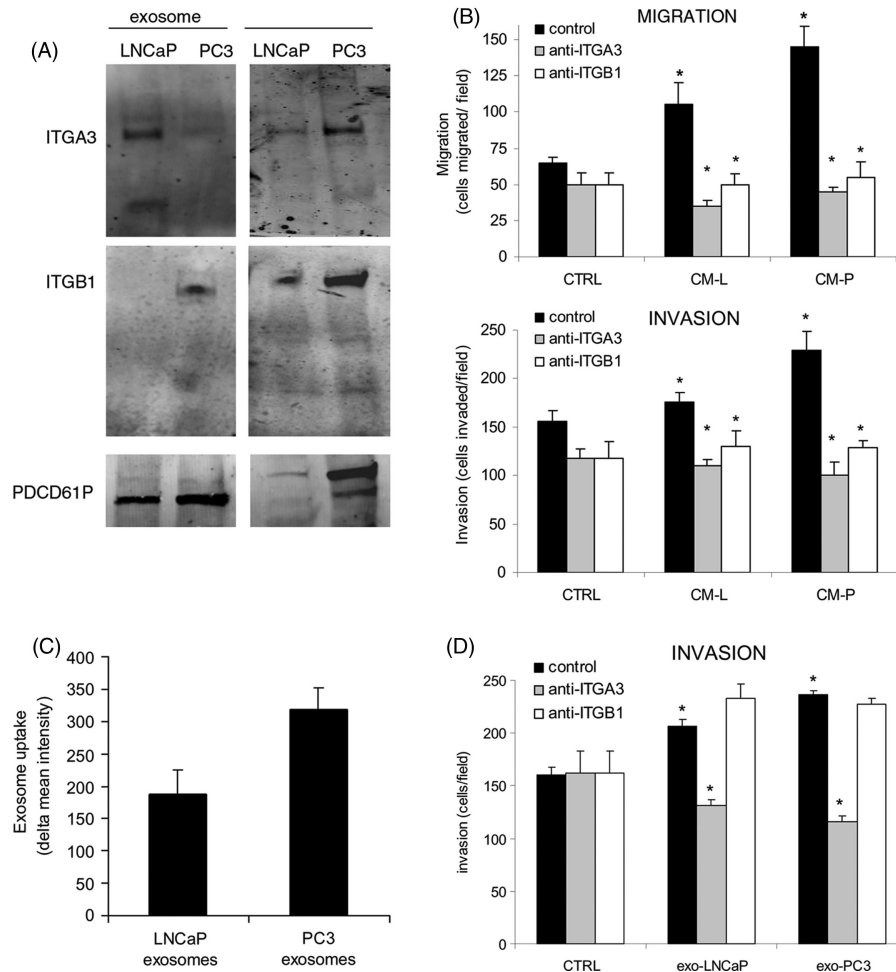 (A)
exosome
LNCaP PC3
LNCaP PC3
ITGA3
ITGB1
PDCD61P
(B)
MIGRATION
control
anti-ITGA3
anti-ITGB1
Migration
(cells migrated/ field)
150
125
100
75
50
25
0
* * * * * *
CTRL CM-L CM-P
INVASION
control
anti-ITGA3
anti-ITGB1
Invasion (cells invaded/field)
250
200
150
100
50
0
* * * * * *
CTRL CM-L CM-P
(C)
Exosome uptake
(delta mean intensity)
400
350
300
250
200
150
100
50
0
LNCaP
exosomes
PC3
exosomes
(D)
INVASION
control
anti-ITGA3
anti-ITGB1
invasion (cells/field)
250
200
150
100
50
0
* * * *
CTRL exo-LNCaP exo-PC3